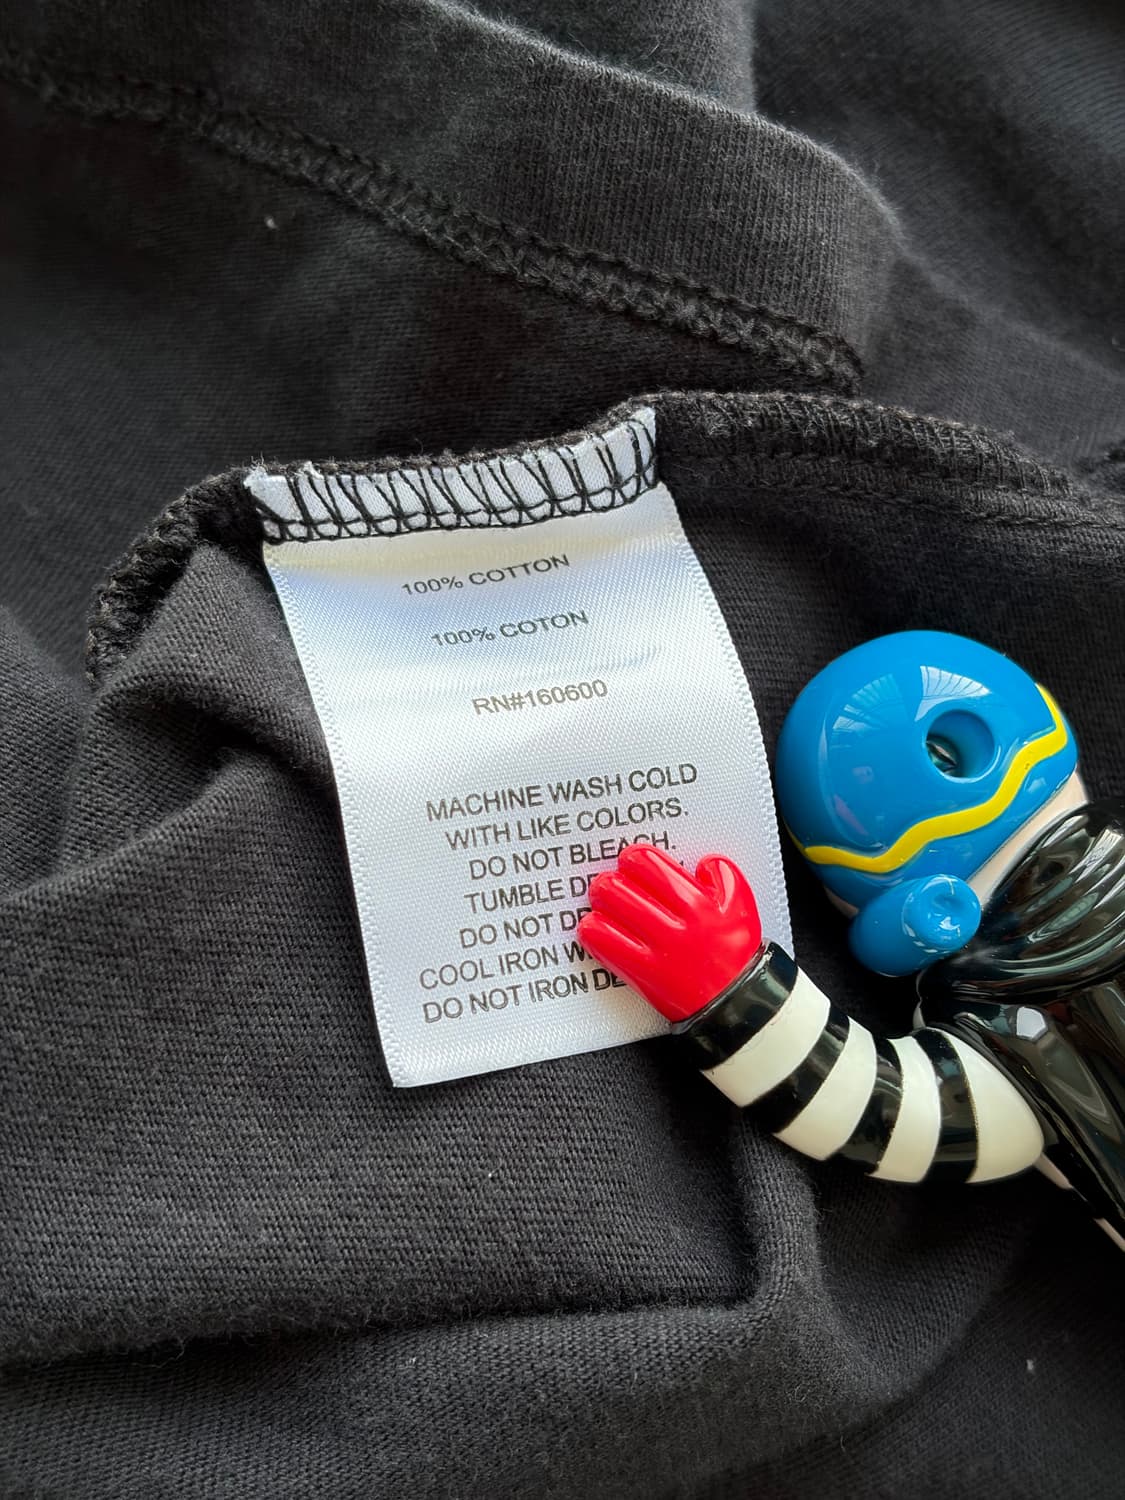 100% COTTON
100% COTON
RN#160600
MACHINE WASH COLD
WITH LIKE COLORS.
DO NOT BLEACH.
TUMBLE
DO NOT
COOL IRON
DO NOT IRON